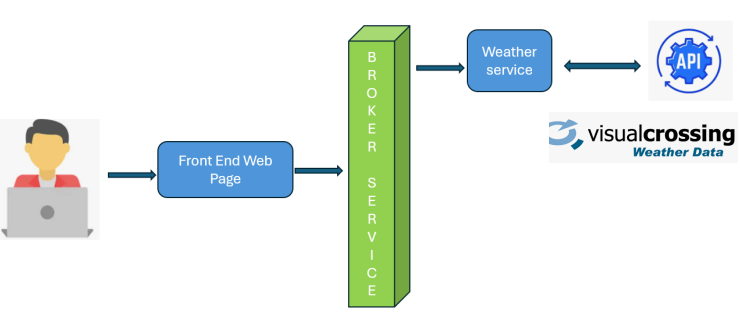 Front End Web
Page
B
R
O
K
E
R
S
E
R
V
I
C
E
Weather
service
API
visualcrossing
Weather Data